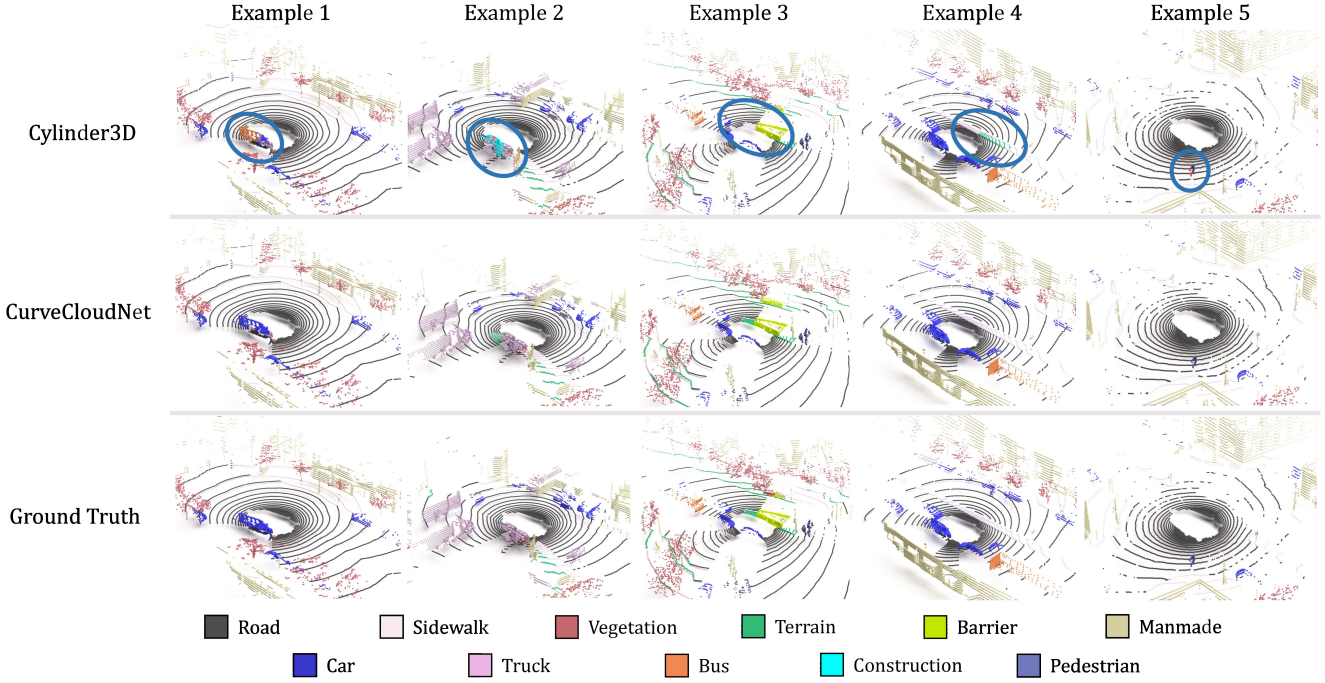 Example 1 Example 2 Example 3 Example 4 Example 5
Cylinder3D
CurveCloudNet
Ground Truth
Road Sidewalk Vegetation Terrain Barrier Manmade
Car Truck Bus Construction Pedestrian